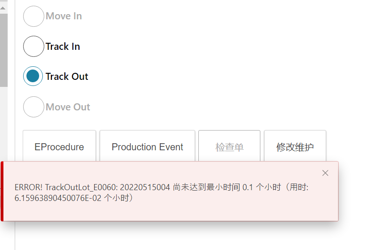 Move In
Track In
Track Out
Move Out
EProcedure Production Event 检查单 修改维护
ERROR! TrackOutLot_E0060: 20220515004 尚未达到最小时间 0.1 个小时（用时:
6.15963890450076E-02 个小时）